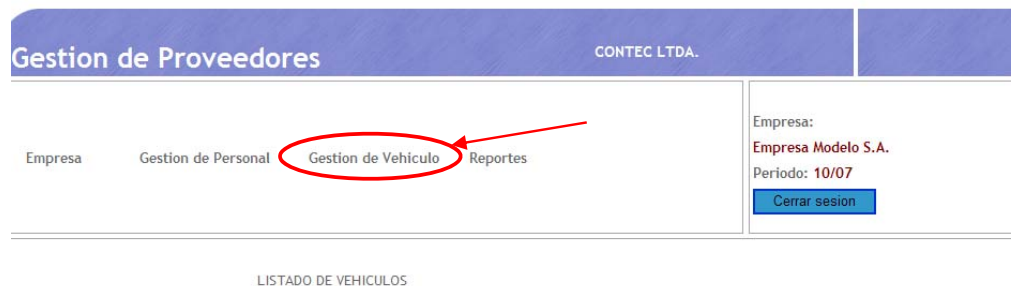 Gestion de Proveedores
CONTEC LTDA.
Empresa
Gestion de Personal
Gestion de Vehiculo
Reportes
Empresa:
Empresa Modelo S.A.
Periodo: 10/07
Cerrar sesion
LISTADO DE VEHICULOS